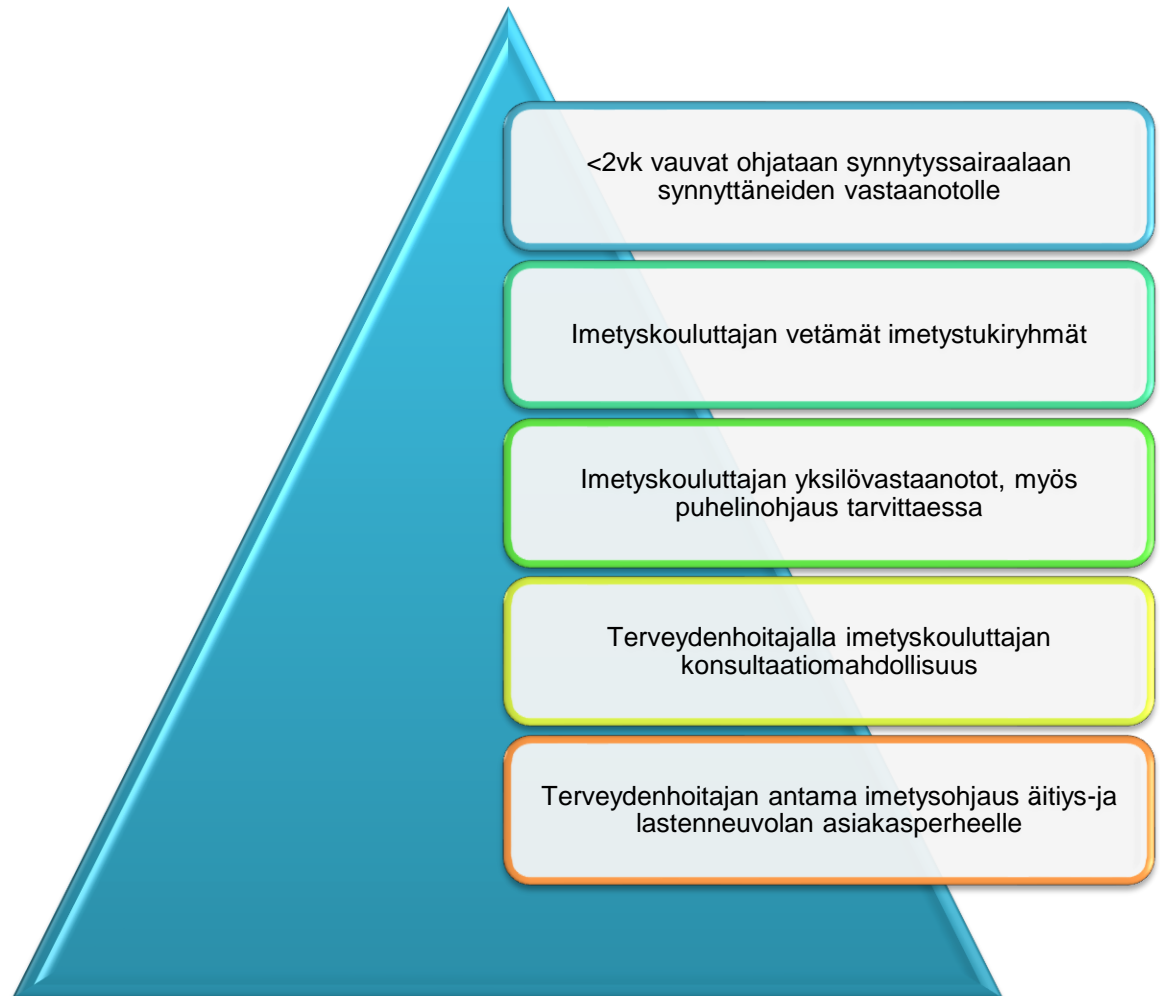 <2vk vauvat ohjataan synnytyssairaalaan
synnyttäneiden vastaanotolle
Imetyskouluttajan vetämät imetystukiryhmät
Imetyskouluttajan yksilövastaanotot, myös
puhelinohjaus tarvittaessa
Terveydenhoitajalla imetyskouluttajan
konsultaatiomahdollisuus
Terveydenhoitajan antama imetysohjaus äitiys-ja
lastenneuvolan asiakasperheelle